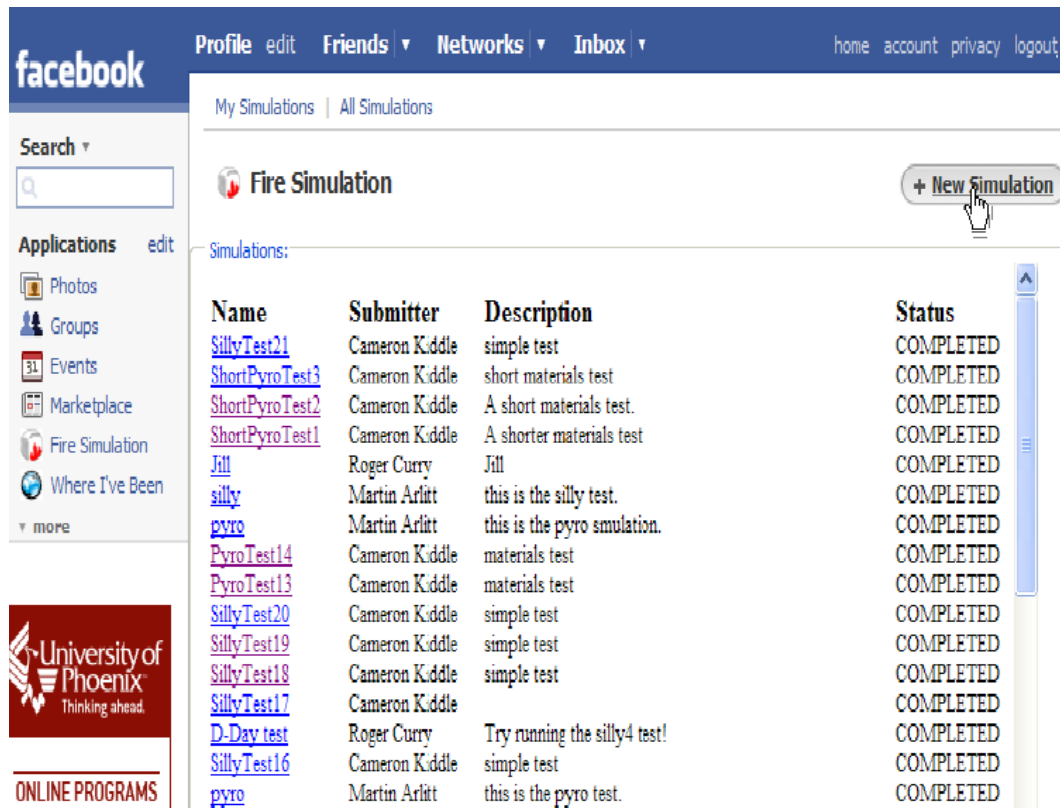 facebook
Profile edit Friends Networks Inbox home account privacy logout
My Simulations | All Simulations
Search
Fire Simulation
+ New Simulation
Applications edit
Photos
Groups
31 Events
Marketplace
Fire Simulation
Where I've Been
more
University of
Phoenix
Thinking ahead.
ONLINE PROGRAMS
Simulations:
Name Submitter Description Status
SillyTest21 Cameron Kiddle simple test COMPLETED
ShortPyroTest3 Cameron Kiddle short materials test COMPLETED
ShortPyroTest2 Cameron Kiddle A short materials test. COMPLETED
ShortPyroTest1 Cameron Kiddle A shorter materials test COMPLETED
Jill Roger Curry Jill COMPLETED
silly Martin Arlitt this is the silly test. COMPLETED
pyro Martin Arlitt this is the pyro smulation. COMPLETED
PyroTest14 Cameron Kiddle materials test COMPLETED
PyroTest13 Cameron Kiddle materials test COMPLETED
SillyTest20 Cameron Kiddle simple test COMPLETED
SillyTest19 Cameron Kiddle simple test COMPLETED
SillyTest18 Cameron Kiddle simple test COMPLETED
SillyTest17 Cameron Kiddle COMPLETED
D-Day test Roger Curry Try running the silly4 test! COMPLETED
SillyTest16 Cameron Kiddle simple test COMPLETED
pyro Martin Arlitt this is the pyro test. COMPLETED